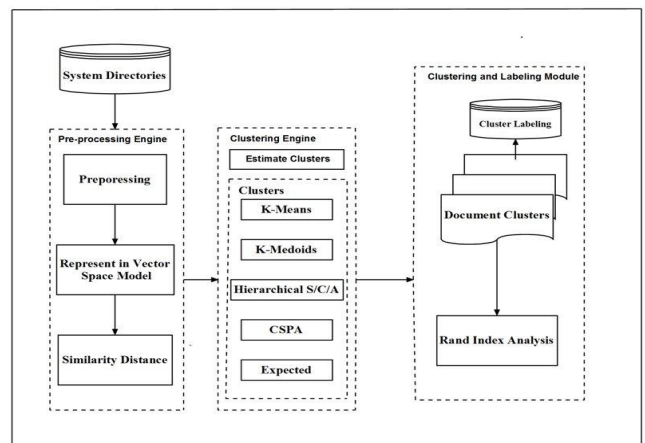 System Directories
Pre-processing Engine
Preporessing
Represent in Vector
Space Model
Similarity Distance
Clustering Engine
Estimate Clusters
Clusters
K-Means
K-Medoids
Hierarchical S/C/A
CSPA
Expected
Clustering and Labeling Module
Cluster Labeling
Document Clusters
Rand Index Analysis